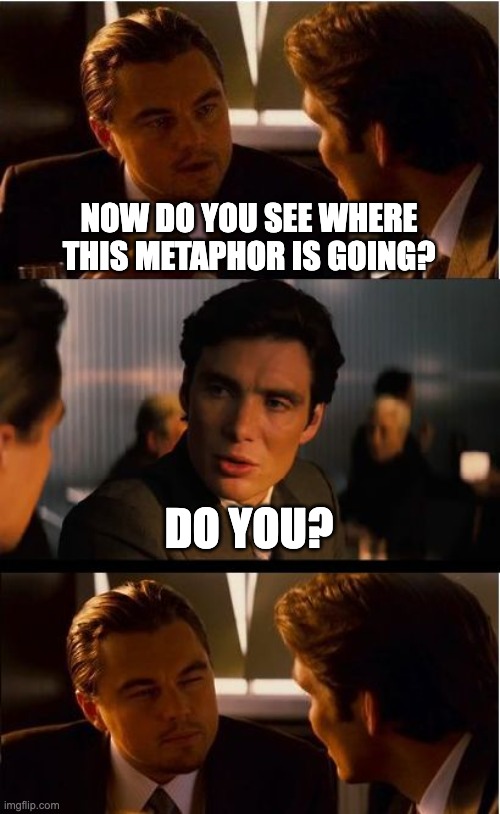 NOW DO YOU SEE WHERE
THIS METAPHOR IS GOING?
DO YOU?
imgflip.com